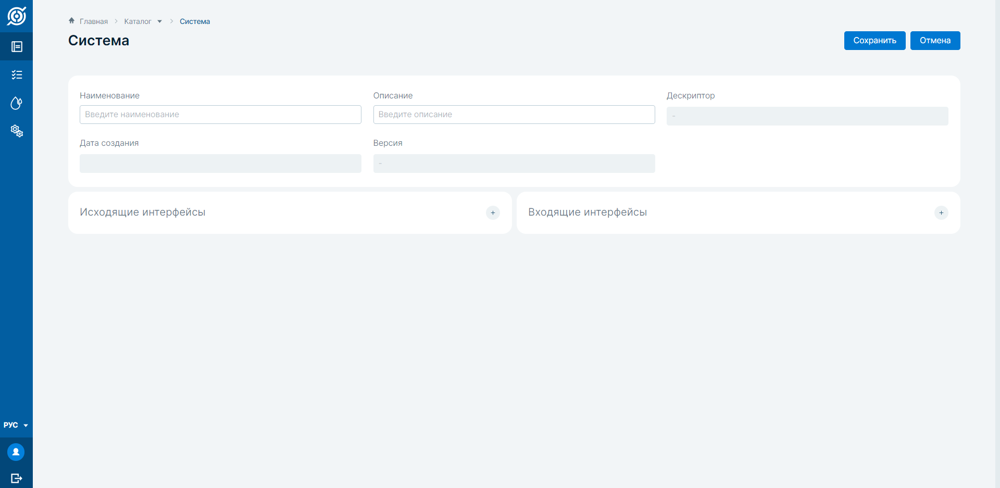 Главная
Каталог
Система
Система
Сохранить
Отмена
Наименование
Описание
Дескриптор
Введите наименование
Введите описание
-
Дата создания
Версия
-
Исходящие интерфейсы
+
Входящие интерфейсы
+
РУС